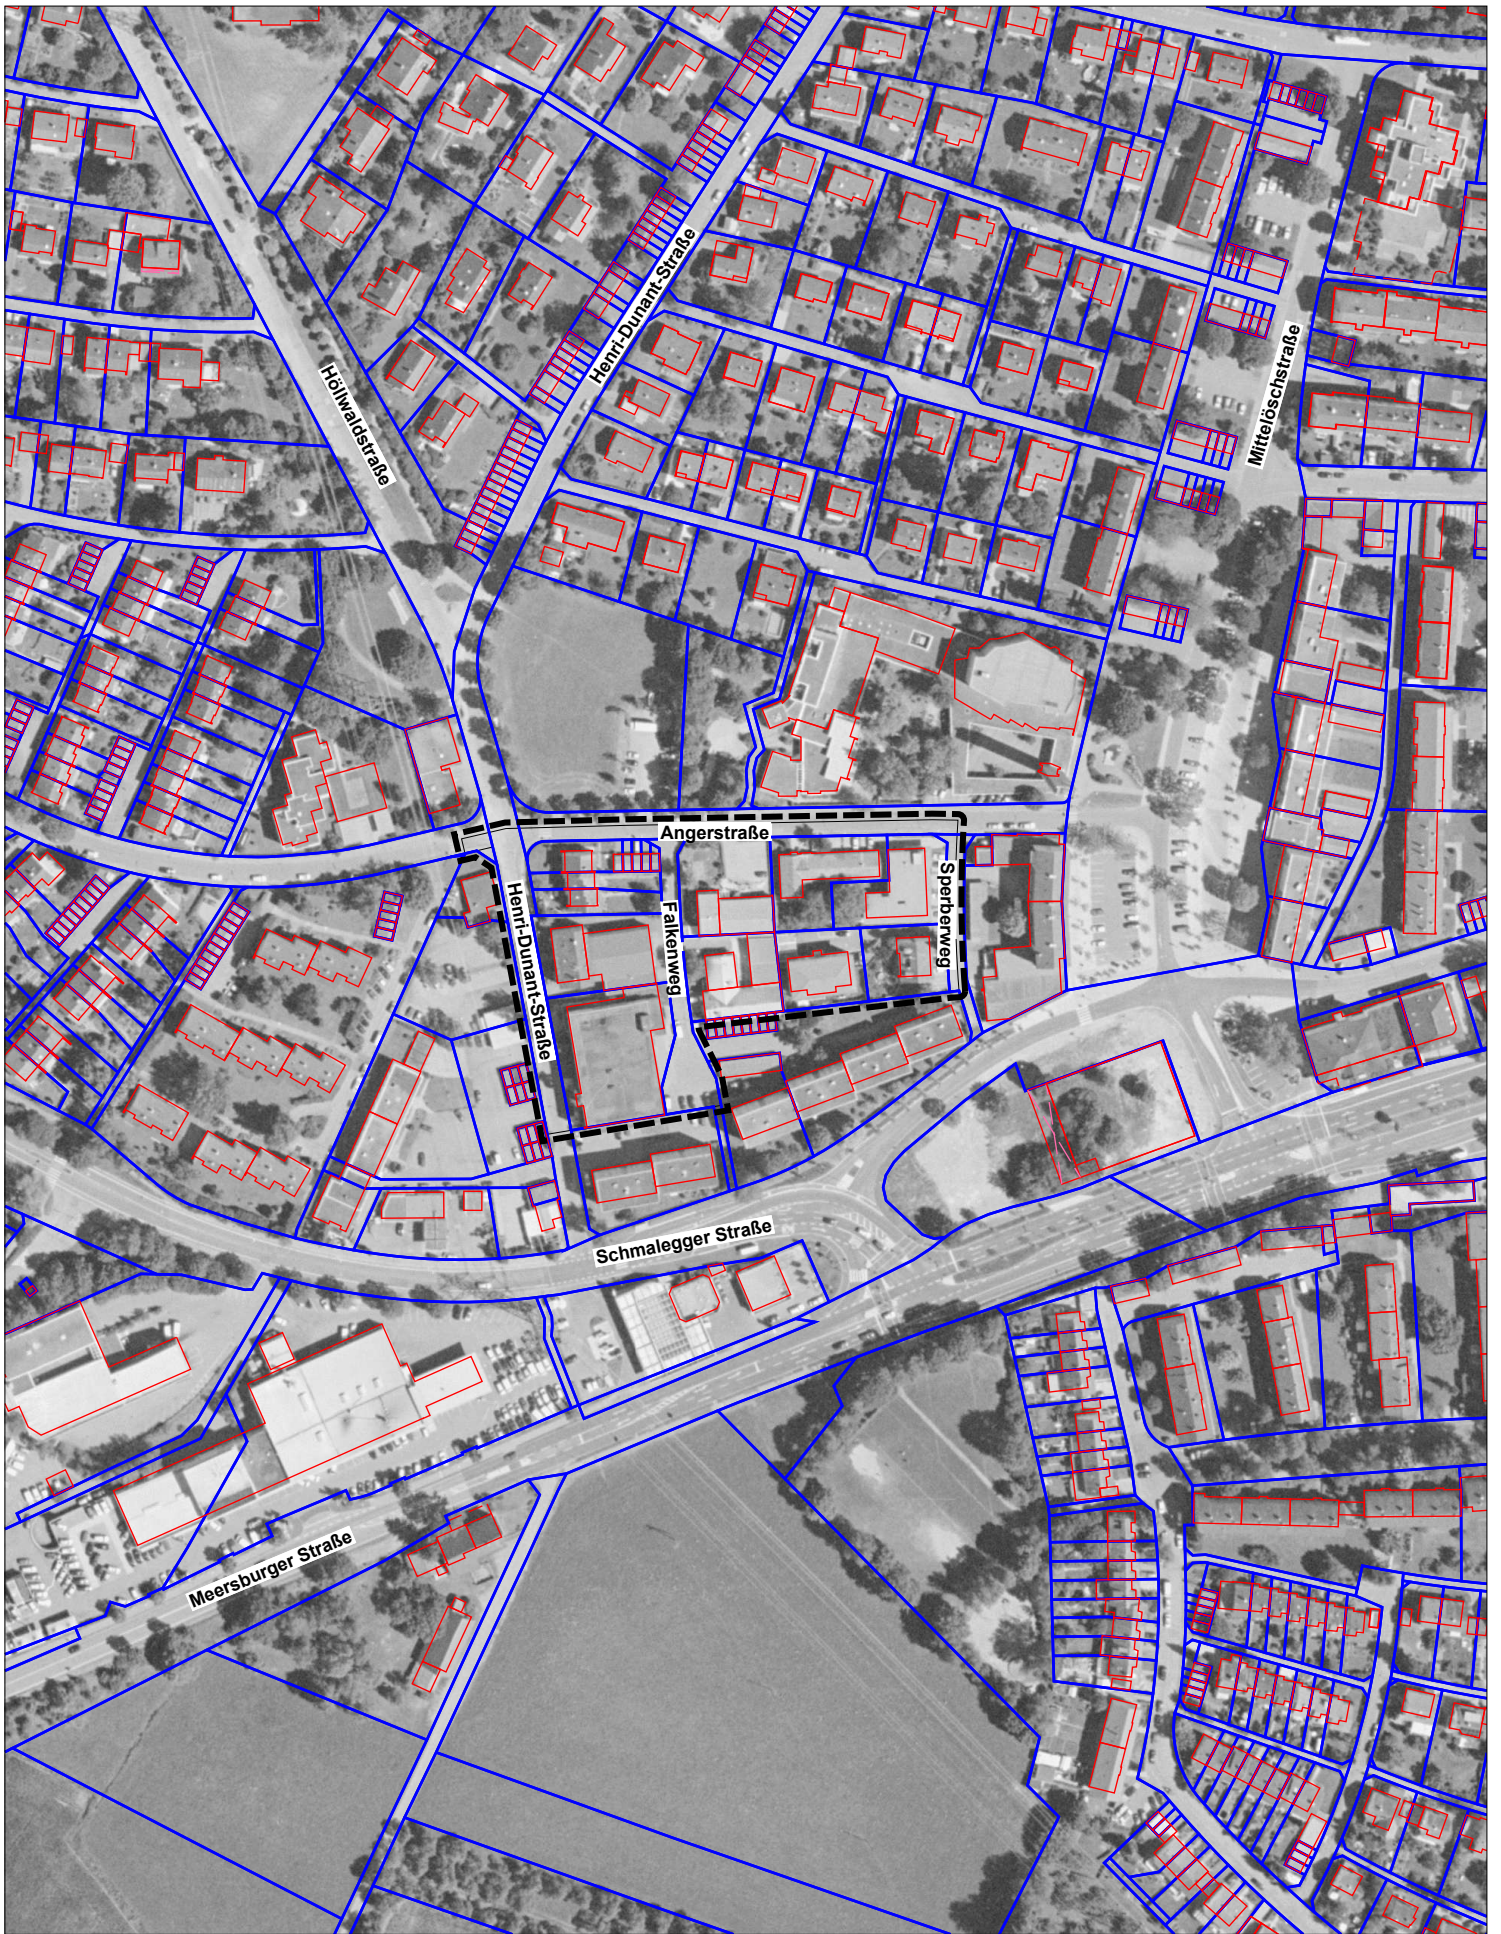 Henri-Dunant-Straße
Höllwaldstraße
Mittelöschstraße
Angerstraße
Henri-Dunant-Straße
Falkenweg
Sperberweg
Schmalegger Straße
Meersburger Straße